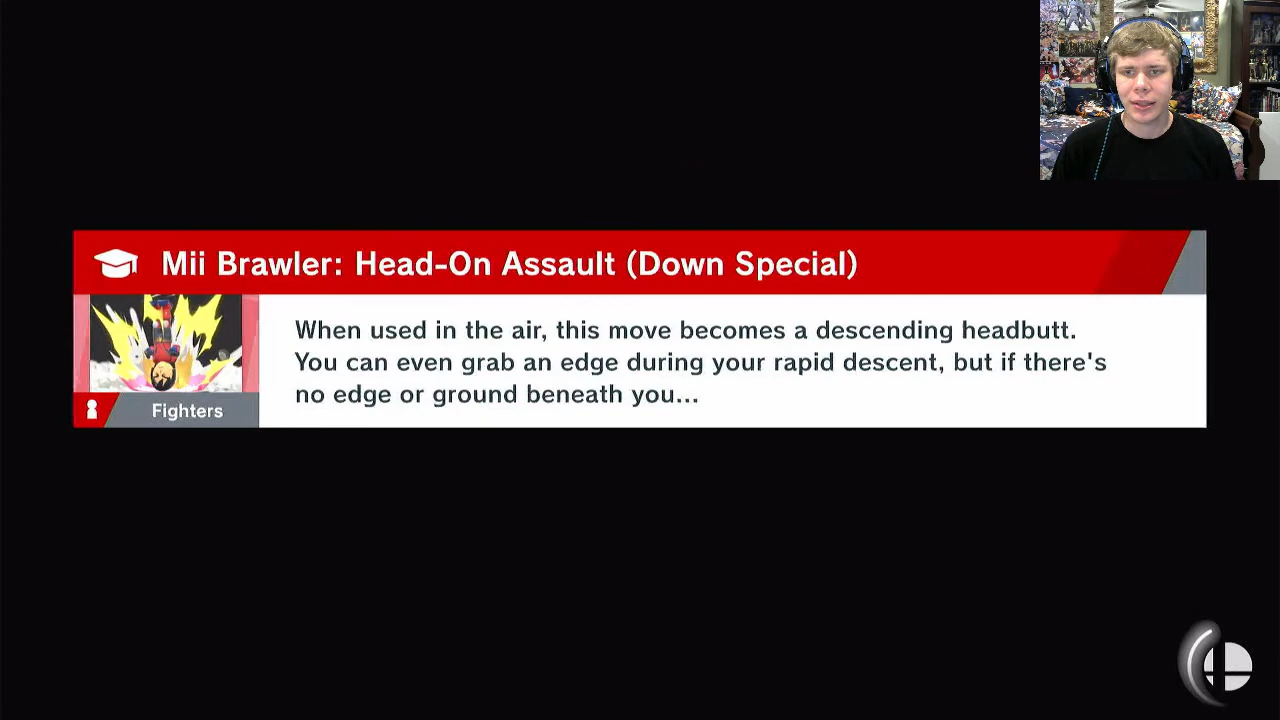 Mii Brawler: Head-On Assault (Down Special)
When used in the air, this move becomes a descending headbutt.
You can even grab an edge during your rapid descent, but if there's
no edge or ground beneath you...
Fighters